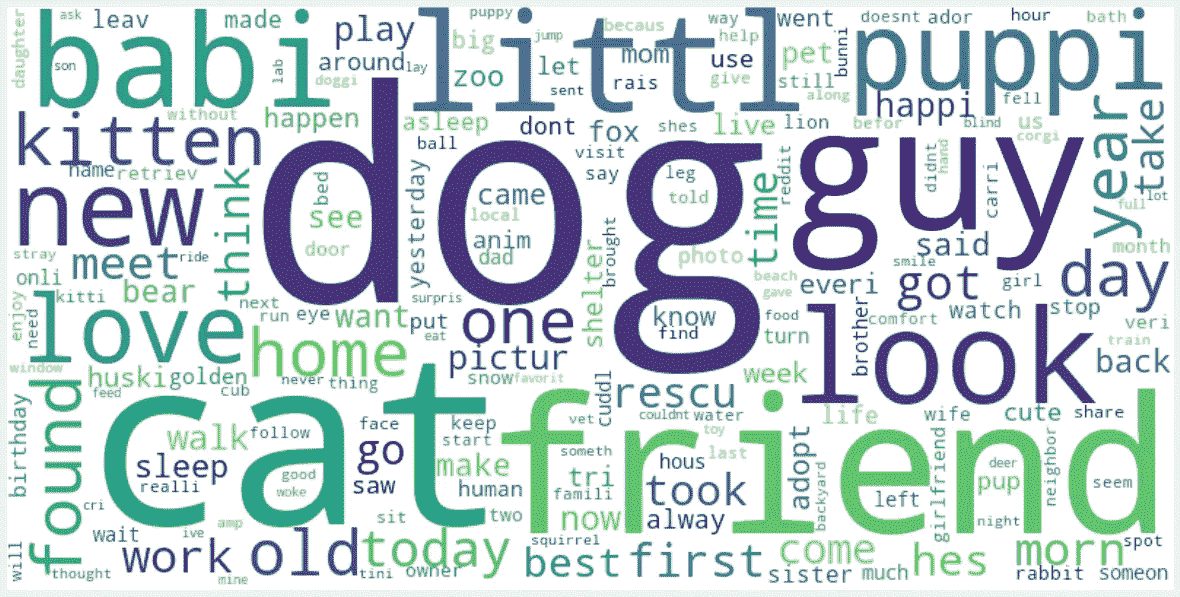 babi
littl
puppi
dog
guy
cat
friend
look
new
kitten
love
home
found
one
old
year
day
daughter
ask
son
leav
made
lab
doggi
play
around
lay
puppy
big
zoo
jump
let
sent
becaus
mom
rais
way
help
use
give
went
pet
still
along
bunni
doesnt
ador
hour
bath
happi
fell
us
corgi
blind
befor
take
lot
full
month
without
happen
asleep
ball
dont
fox
visit
say
shes
live
lion
leg
told
reddit
time
didnt
hand
carri
said
smile
got
girl
name
retriev
think
bed
see
door
yesterday
came
local
anim
dad
shelter
brought
photo
beach
gave
everi
stray
onli
meet
ride
kitti
bear
enjoy
need
window
next
run
eye
want
surpris
put
eat
pictur
know
find
food
turn
brother
comfort
watch
stop
veri
train
back
huski
golden
cub
feed
never
thing
snow
favorit
cuddl
rescu
week
life
wife
cute
share
birthday
walk
follow
sleep
realli
good
woke
face
go
saw
keep
start
make
human
vet
someth
tri
famili
couldnt
water
toy
hous
last
took
alway
adopt
backyard
left
girlfriend
deer
pup
neighbor
seem
night
cri
wait
ive
amp
sit
two
now
squirrel
will
thought
work
mine
tini
today
owner
best
first
sister
come
much
hes
morn
rabbit
spot
someon